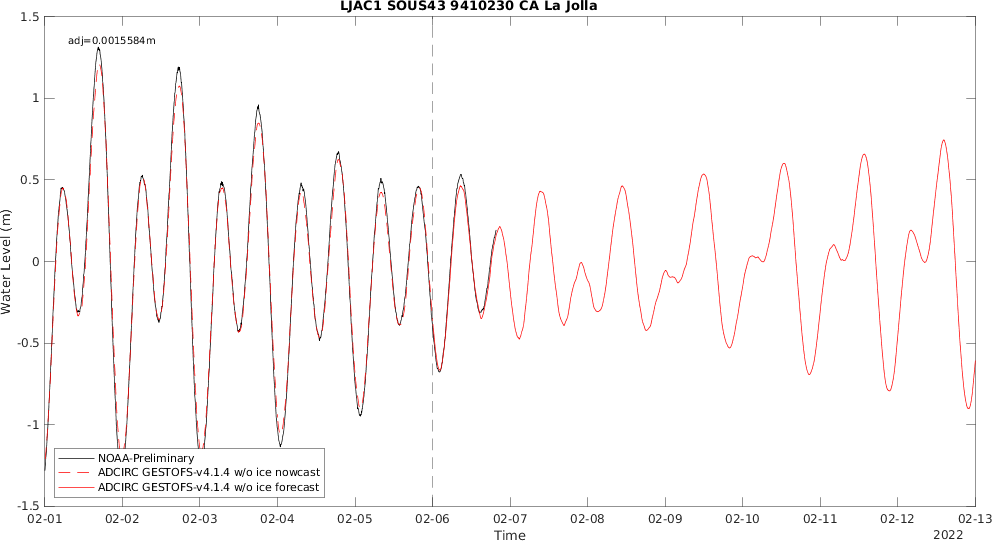 LJAC1 SOUS43 9410230 CA La Jolla
adj=0.0015584m
1.5
1
0.5
0
-0.5
-1
-1.5
Water Level (m)
NOAA-Preliminary
ADCIRC GESTOFS-v4.1.4 w/o ice nowcast
ADCIRC GESTOFS-v4.1.4 w/o ice forecast
02-01 02-02 02-03 02-04 02-05 02-06 02-07 02-08 02-09 02-10 02-11 02-12 02-13
Time
2022